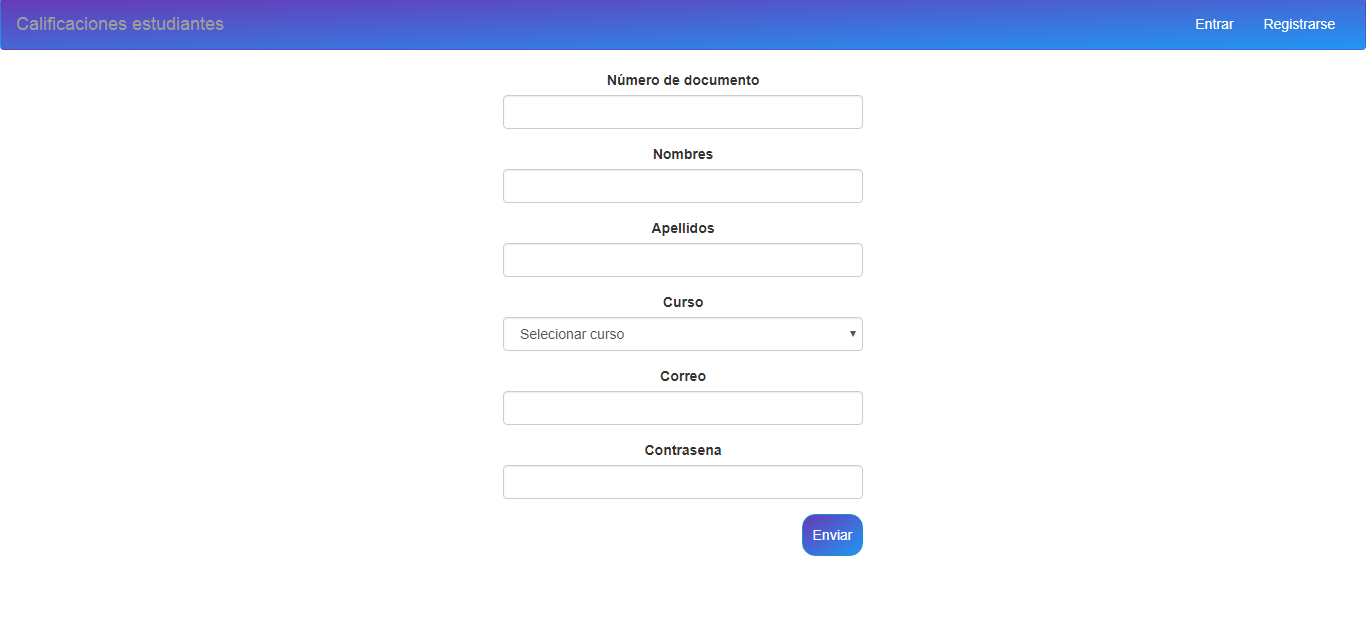 Calificaciones estudiantes
Entrar
Registrarse
Número de documento
Nombres
Apellidos
Curso
Selecionar curso
Correo
Contrasena
Enviar